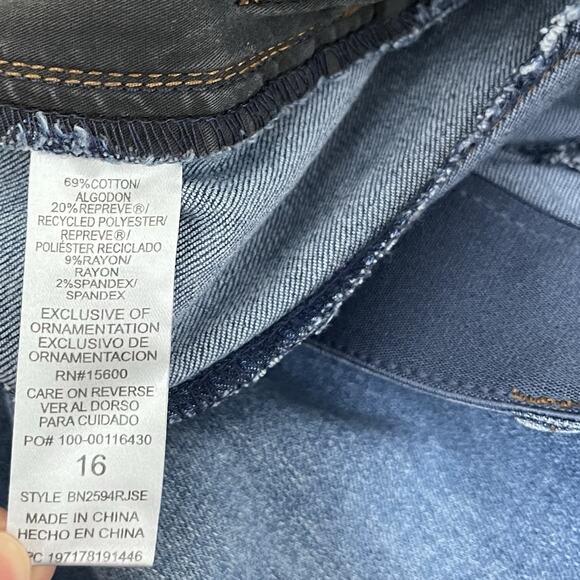 69%COTTON/
ALGODON
20%REPREVE®/
RECYCLED POLYESTER/
REPREVE®/
POLIÉSTER RECICLADO
9%RAYON/
RAYON
2%SPANDEX/
SPANDEX
EXCLUSIVE OF
ORNAMENTATION
EXCLUSIVO DE
ORNAMENTACION
RN#15600
CARE ON REVERSE
VER AL DORSO
PARA CUIDADO
PO# 100-00116430
16
STYLE BN2594RJSE
MADE IN CHINA
HECHO EN CHINA
PC 197178191446